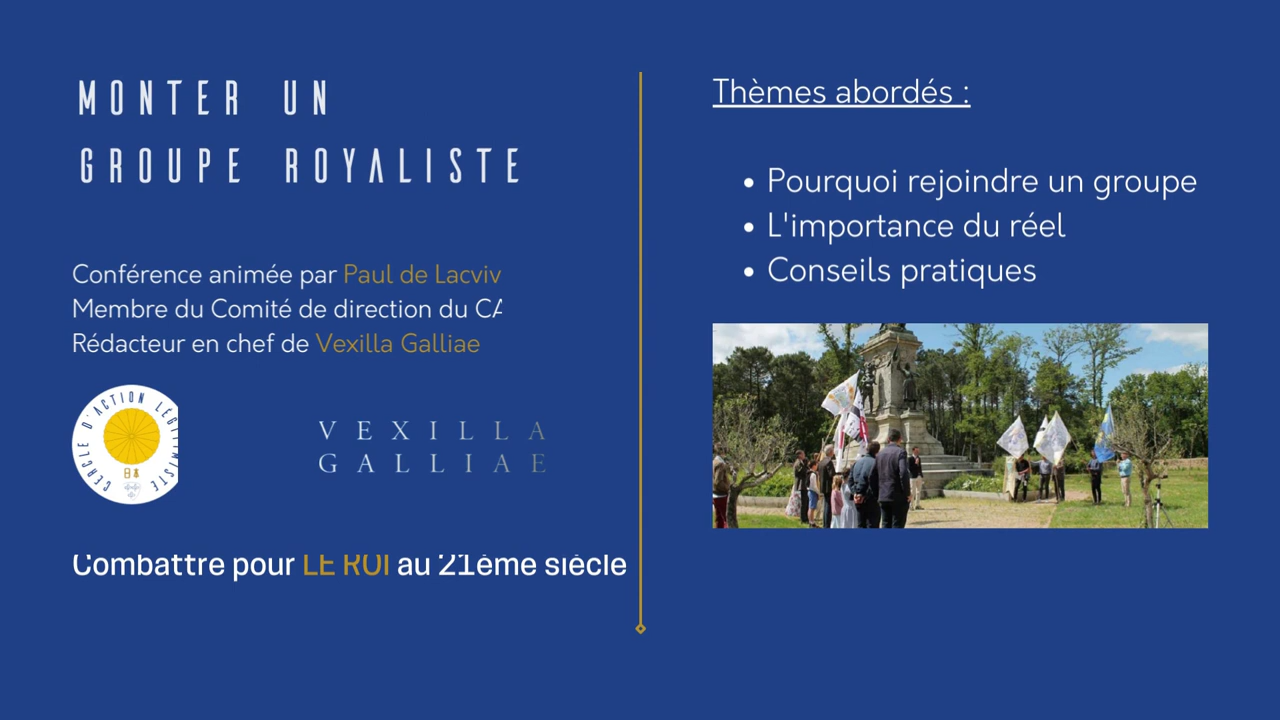 MONTER UN
GROUPE ROYALISTE
Conférence animée par Paul de Lacviv
Membre du Comité de direction du CA
Rédacteur en chef de Vexilla Galliae
CERCLE D'ACTION LÉGITIMISTE
VEXILLA
GALLIAE
Combattre pour LE ROI au 21ème siècle
Thèmes abordés :
• Pourquoi rejoindre un groupe
• L'importance du réel
• Conseils pratiques